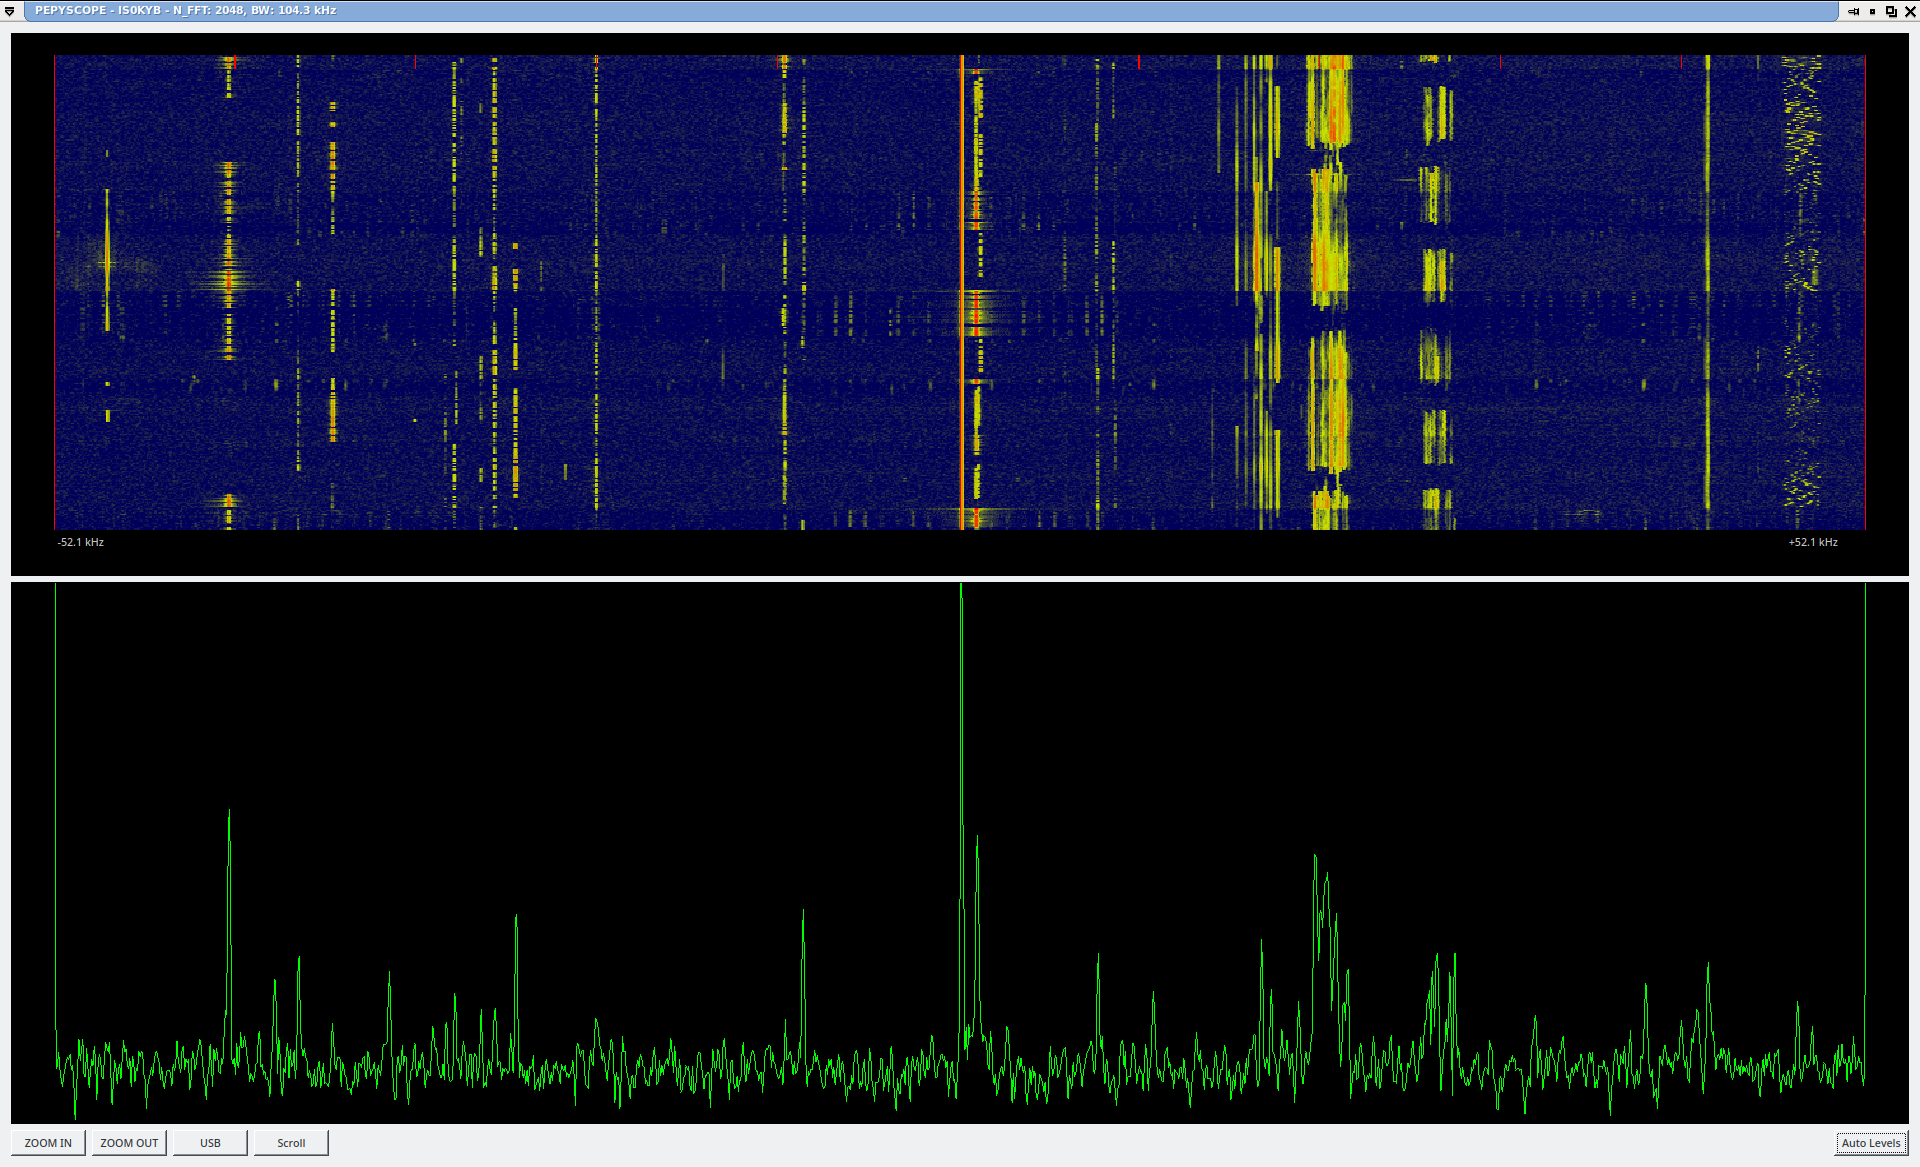 PEPYSCOPE - IS0KYB - N_FFT: 2048, BW: 104.3 kHz
-52.1 kHz
+52.1 kHz
ZOOM IN
ZOOM OUT
USB
Scroll
Auto Levels